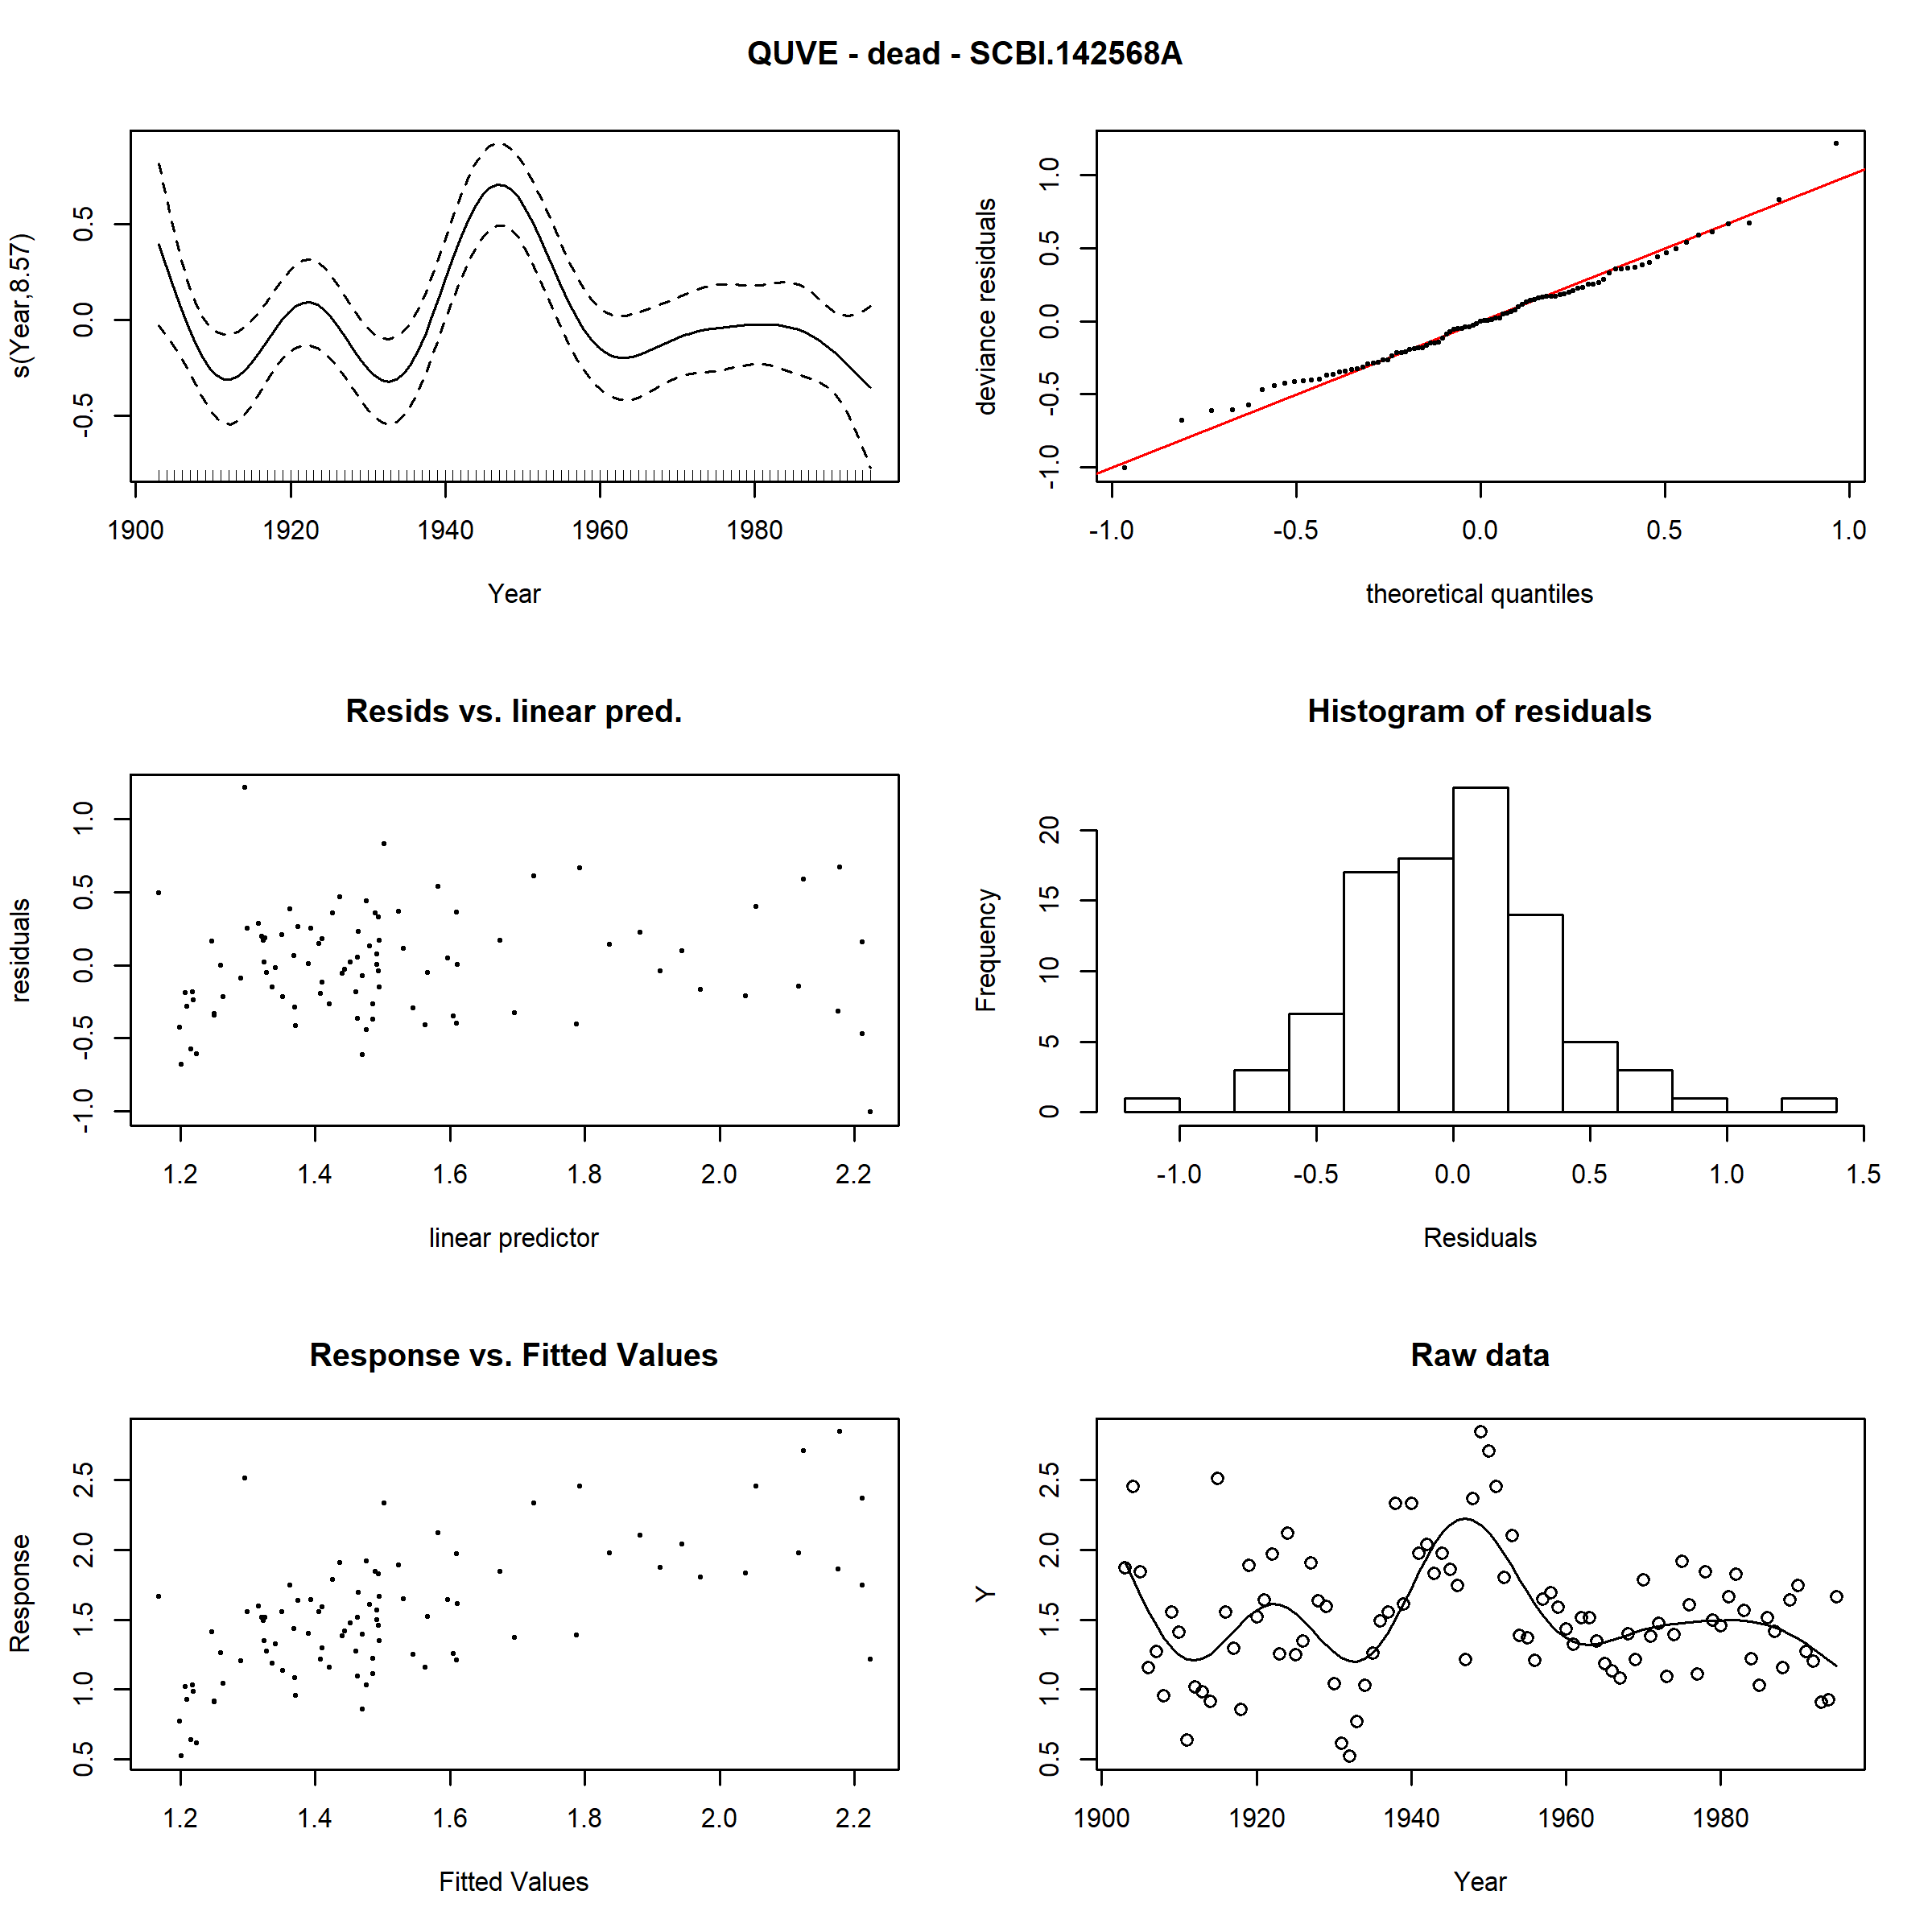 QUVE - dead - SCBI.142568A
s(Year,8.57)
0.5
0.0
-0.5
1900 1920 1940 1960 1980
Year
deviance residuals
1.0
0.5
0.0
-0.5
-1.0
-1.0 -0.5 0.0 0.5 1.0
theoretical quantiles
Resids vs. linear pred.
residuals
1.0
0.5
0.0
-0.5
-1.0
1.2 1.4 1.6 1.8 2.0 2.2
linear predictor
Histogram of residuals
Frequency
20
15
10
5
0
-1.0 -0.5 0.0 0.5 1.0 1.5
Residuals
Response vs. Fitted Values
Response
2.5
2.0
1.5
1.0
0.5
1.2 1.4 1.6 1.8 2.0 2.2
Fitted Values
Raw data
Y
2.5
2.0
1.5
1.0
0.5
1900 1920 1940 1960 1980
Year